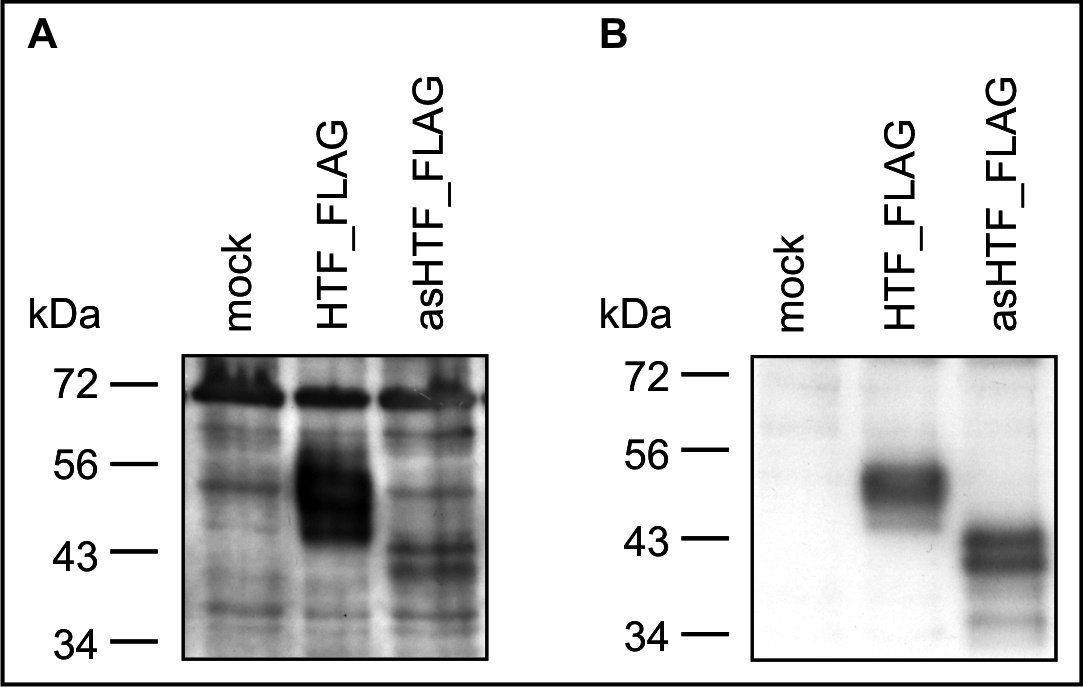 A
kDa
mock
HTF_FLAG
asHTF_FLAG
72
56
43
34
B
kDa
mock
HTF_FLAG
asHTF_FLAG
72
56
43
34